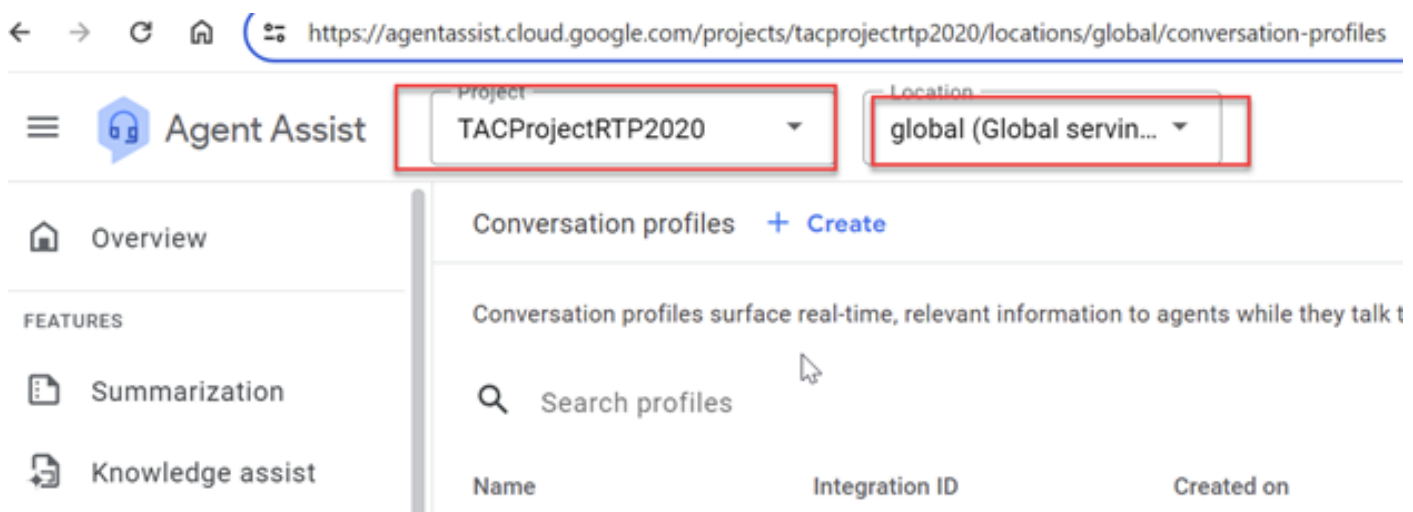 https://agentassist.cloud.google.com/projects/tacprojectrtp2020/locations/global/conversation-profiles
Agent Assist
Project
TACProjectRTP2020
Location
global (Global servin...
Overview
FEATURES
Summarization
Knowledge assist
Conversation profiles + Create
Conversation profiles surface real-time, relevant information to agents while they talk t
Search profiles
Name Integration ID Created on